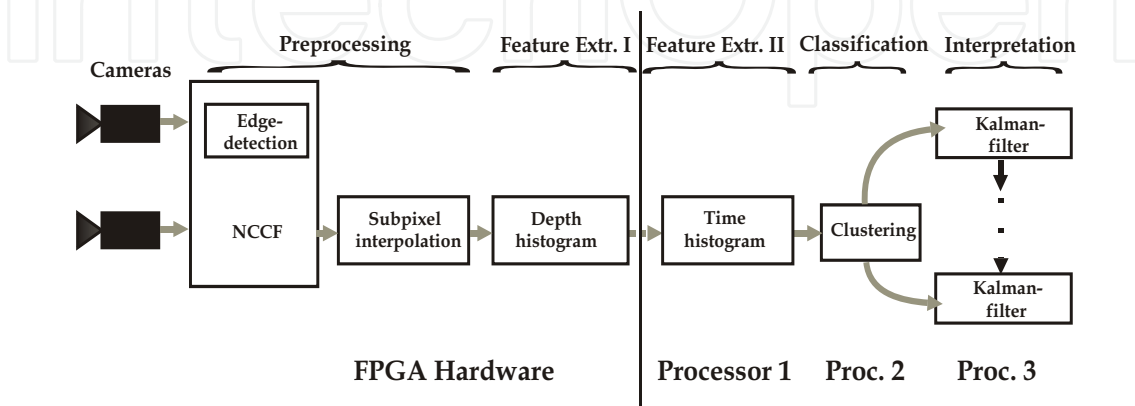 IntechOpen
Preprocessing
Feature Extr. I
Feature Extr. II
Classification
Interpretation
Cameras
Edge-
detection
NCCF
Subpixel
interpolation
Depth
histogram
Time
histogram
Clustering
Kalman-
filter
Kalman-
filter
FPGA Hardware
Processor 1
Proc. 2
Proc. 3